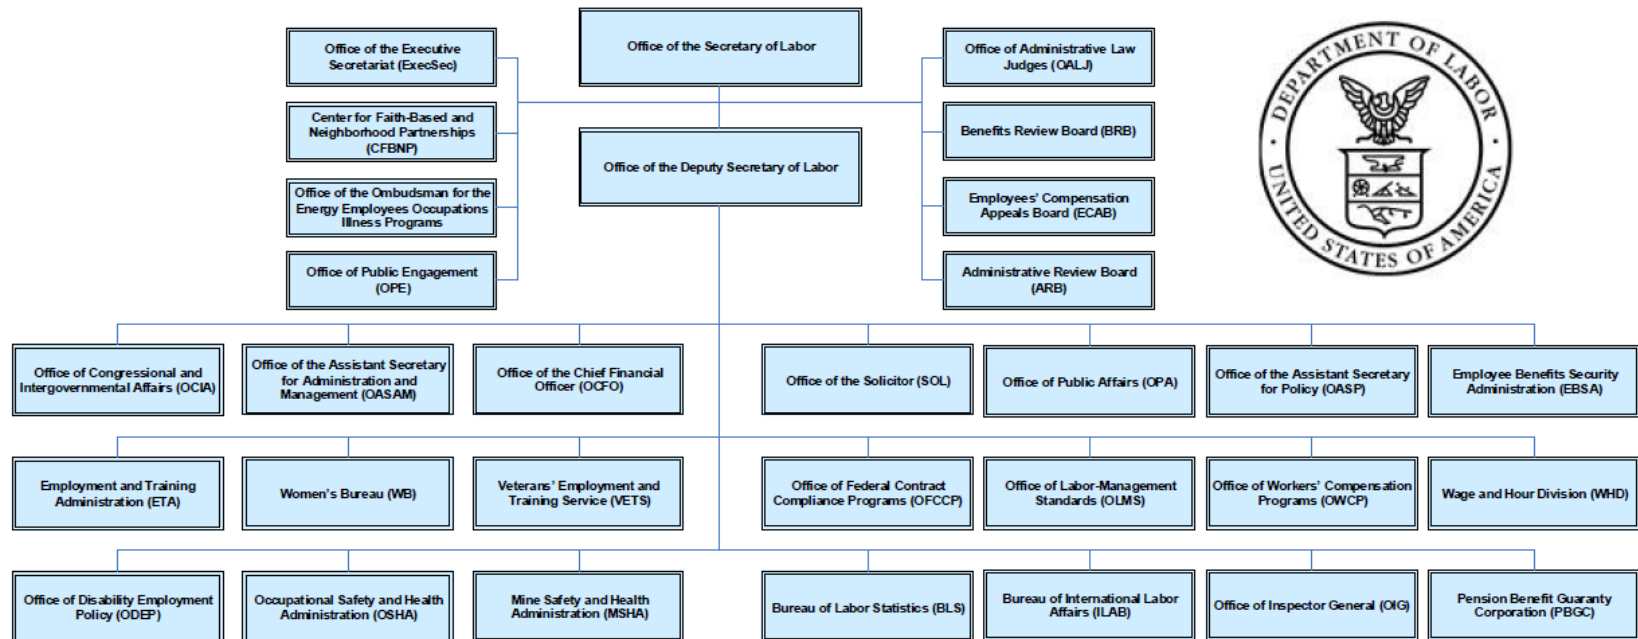 Office of the Secretary of Labor
Office of the Executive
Secretariat (ExecSec)
Center for Faith-Based and
Neighborhood Partnerships
(CFBNP)
Office of the Ombudsman for the
Energy Employees Occupations
Illness Programs
Office of Public Engagement
(OPE)
Office of the Deputy Secretary of Labor
Office of Administrative Law
Judges (OALJ)
Benefits Review Board (BRB)
Employees' Compensation
Appeals Board (ECAB)
Administrative Review Board
(ARB)
DEPARTMENT OF LABOR
UNITED STATES OF AMERICA
Office of Congressional and
Intergovernmental Affairs (OCIA)
Office of the Assistant Secretary
for Administration and
Management (OASAM)
Office of the Chief Financial
Officer (OCFO)
Office of the Solicitor (SOL)
Office of Public Affairs (OPA)
Office of the Assistant Secretary
for Policy (OASP)
Employee Benefits Security
Administration (EBSA)
Employment and Training
Administration (ETA)
Women's Bureau (WB)
Veterans' Employment and
Training Service (VETS)
Office of Federal Contract
Compliance Programs (OFCCP)
Office of Labor-Management
Standards (OLMS)
Office of Workers' Compensation
Programs (OWCP)
Wage and Hour Division (WHD)
Office of Disability Employment
Policy (ODEP)
Occupational Safety and Health
Administration (OSHA)
Mine Safety and Health
Administration (MSHA)
Bureau of Labor Statistics (BLS)
Bureau of International Labor
Affairs (ILAB)
Office of Inspector General (OIG)
Pension Benefit Guaranty
Corporation (PBGC)